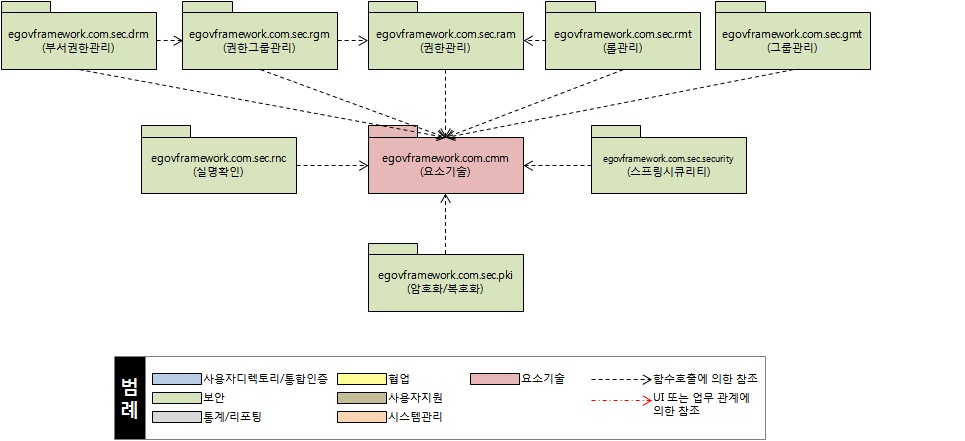 egovframework.com.sec.drm
(부서권한관리)
egovframework.com.sec.rgm
(권한그룹관리)
egovframework.com.sec.ram
(권한관리)
egovframework.com.sec.rmt
(롤관리)
egovframework.com.sec.gmt
(그룹관리)
egovframework.com.sec.rnc
(실명확인)
egovframework.com.cmm
(요소기술)
egovframework.com.sec.security
(스프링시큐리티)
egovframework.com.sec.pki
(암호화/복호화)
범례
사용자디렉토리/통합인증
보안
통계/리포팅
협업
사용자지원
시스템관리
요소기술
함수호출에 의한 참조
UI 또는 업무 관계에
의한 참조